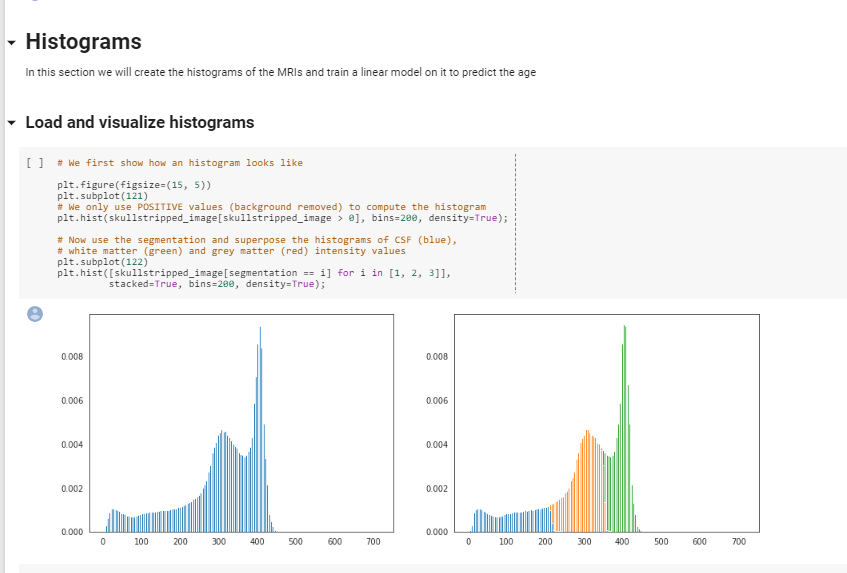 Histograms
In this section we will create the histograms of the MRIs and train a linear model on it to predict the age
Load and visualize histograms
[ ] # We first show how an histogram looks like
plt.figure(figsize=(15, 5))
plt.subplot(121)
# We only use POSITIVE values (background removed) to compute the histogram
plt.hist(skullstripped_image[skullstripped_image > 0], bins=200, density=True);
# Now use the segmentation and superpose the histograms of CSF (blue),
# white matter (green) and grey matter (red) intensity values
plt.subplot(122)
plt.hist([skullstripped_image[segmentation == i] for i in [1, 2, 3]],
stacked=True, bins=200, density=True);
0.008
0.006
0.004
0.002
0.000
0 100 200 300 400 500 600 700
0.008
0.006
0.004
0.002
0.000
0 100 200 300 400 500 600 700